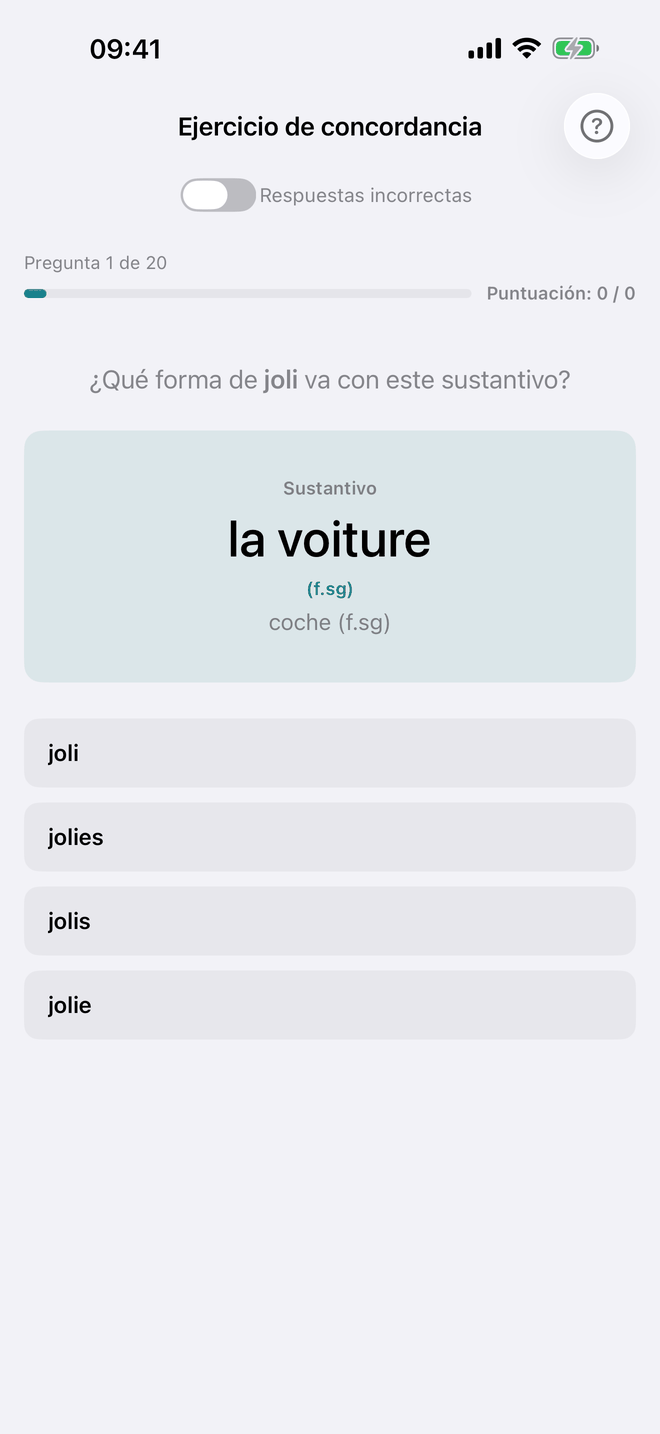 09:41
Ejercicio de concordancia
Respuestas incorrectas
Pregunta 1 de 20
Puntuación: 0 / 0
¿Qué forma de joli va con este sustantivo?
Sustantivo
la voiture
(f.sg)
coche (f.sg)
joli
jolies
jolis
jolie